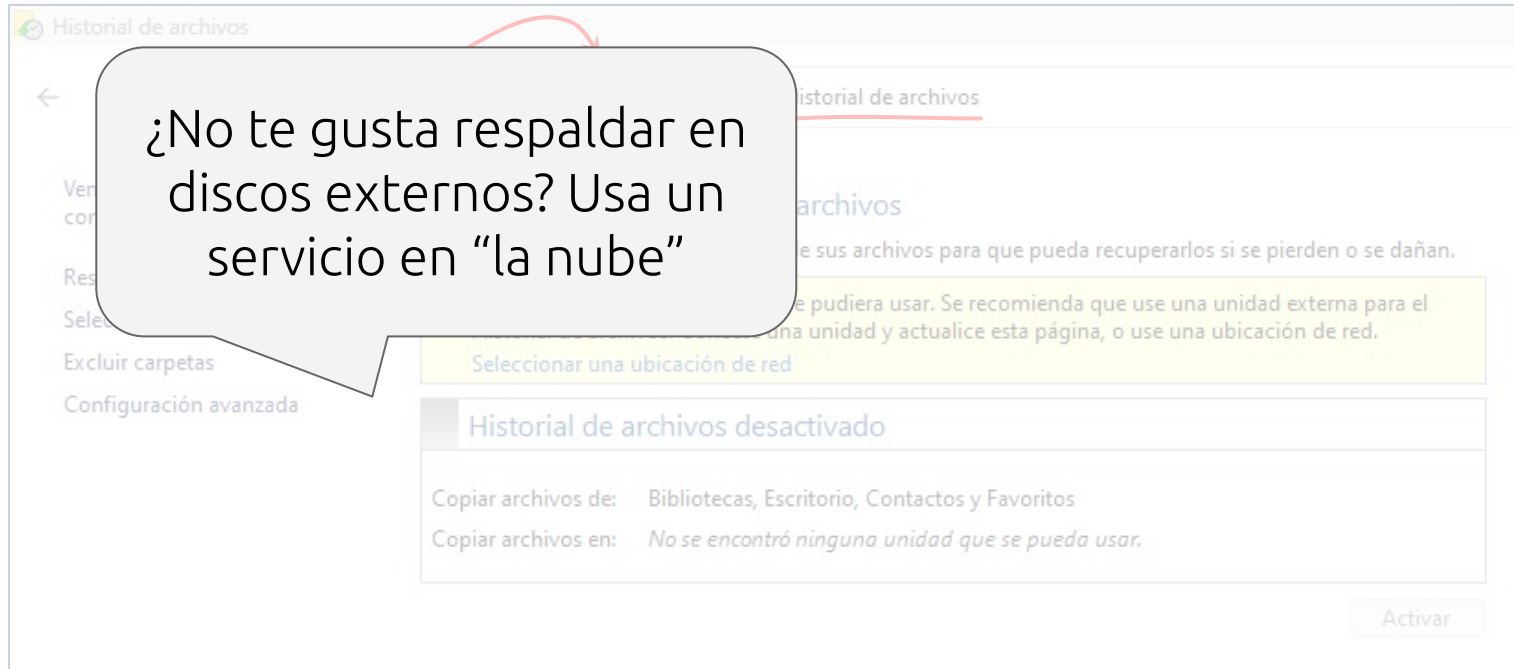 Historial de archivos
istorial de archivos
¿No te gusta respaldar en
discos externos? Usa un
servicio en “la nube”
Ver
con
Res
Selec
Excluir carpetas
Configuración avanzada
archivos
e sus archivos para que pueda recuperarlos si se pierden o se dañan.
e pudiera usar. Se recomienda que use una unidad externa para el
una unidad y actualice esta página, o use una ubicación de red.
Seleccionar una ubicación de red
Historial de archivos desactivado
Copiar archivos de: Bibliotecas, Escritorio, Contactos y Favoritos
Copiar archivos en: No se encontró ninguna unidad que se pueda usar.
Activar